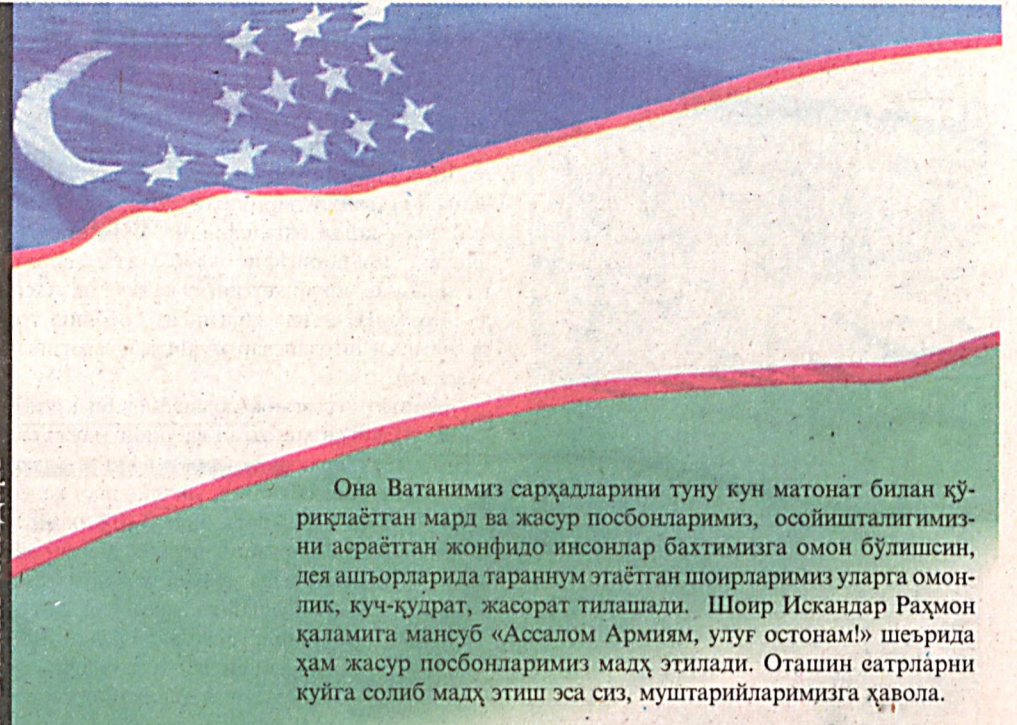 Она Ватанимиз сарҳадларини туну кун матонат билан қў-
риқлаётган мард ва жасур посбонларимиз, осойишталигимиз-
ни асраётган жонфидо инсонлар бахтимизга омон бўлишсин,
дея ашъорларида тараннум этаётган шоирларимиз уларга омон-
лик, куч-қудрат, жасорат тилашади. Шоир Искандар Раҳмон
қаламига мансуб «Ассалом Армиям, улуғ остонам!» шеърида
ҳам жасур посбонларимиз мадҳ этилади. Оташин сатрларни
куйга солиб мадҳ этиш эса сиз, муштарийларимизга ҳавола.